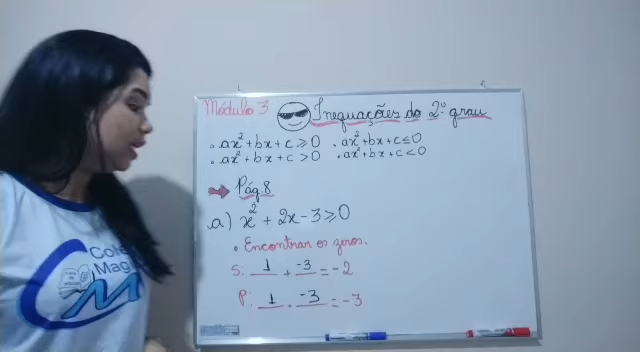 Módulo 3 Inequações do 2º grau
. ax² + bx + c ⩾ 0 . ax² + bx + c ⩽ 0
. ax² + bx + c > 0 . ax² + bx + c < 0
Pág. 8
a) x² + 2x - 3 ⩾ 0
. Encontrar os zeros.
S: 1 + -3 = -2
P: 1 . -3 = -3